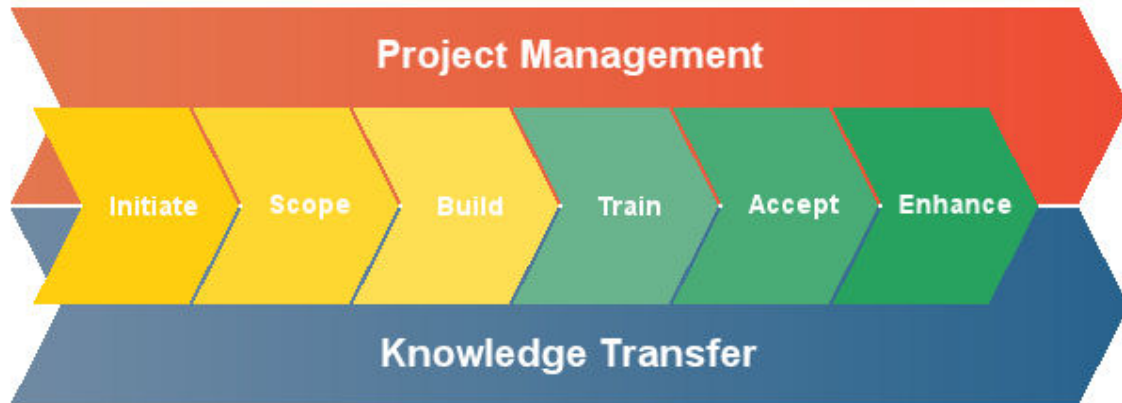 Project Management
Initiate
Scope
Build
Train
Accept
Enhance
Knowledge Transfer